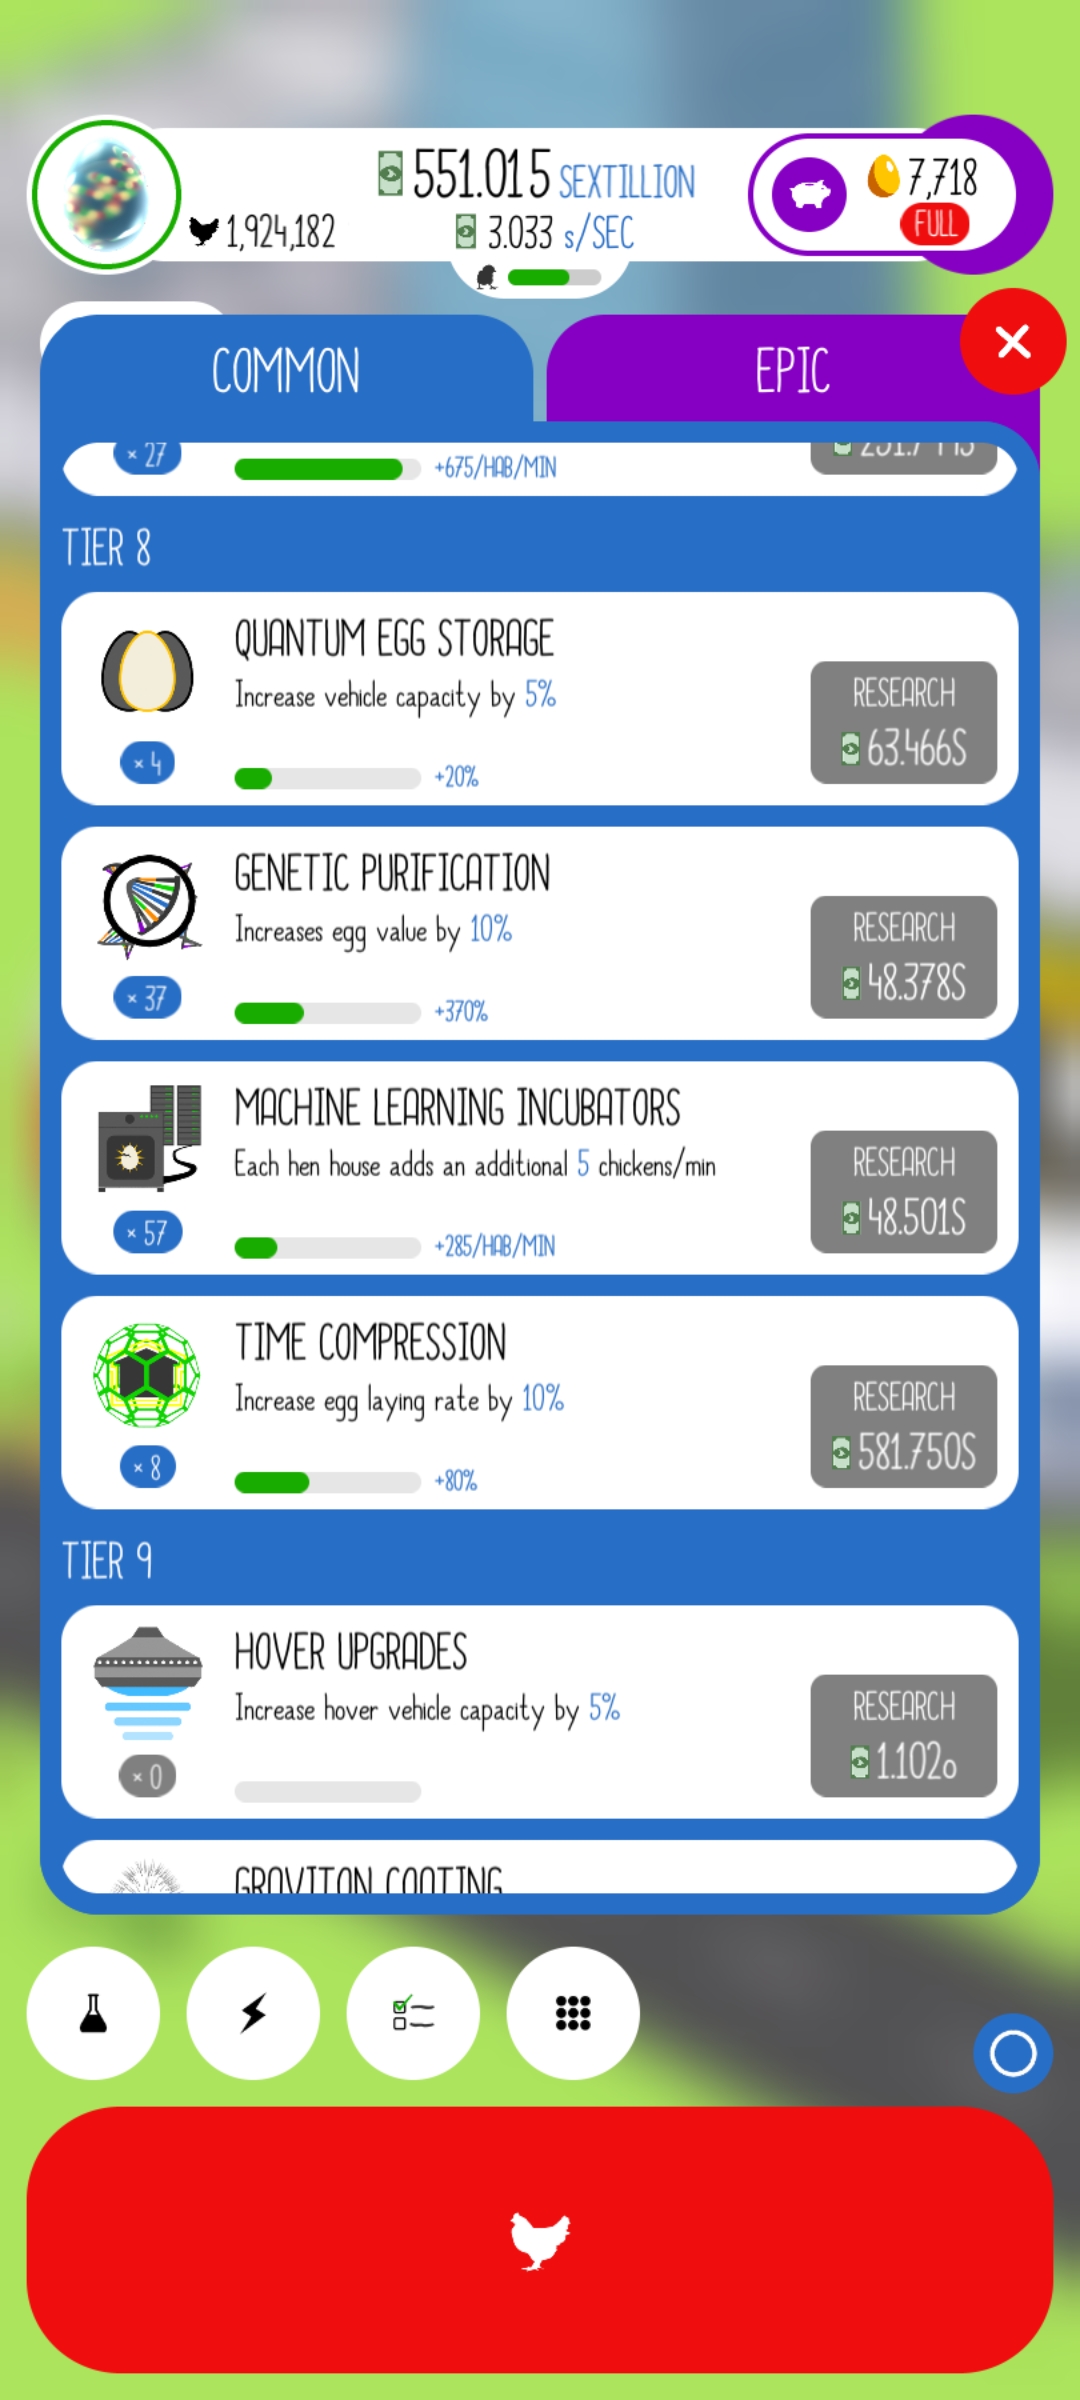 551.015 SEXTILLION
7,718
1,924,182
3.033 s/SEC
FULL
COMMON
EPIC
× 27
+675/HAB/MIN
TIER 8
QUANTUM EGG STORAGE
Increase vehicle capacity by 5%
RESEARCH
63.466S
× 4
+20%
GENETIC PURIFICATION
Increases egg value by 10%
RESEARCH
48.378S
× 37
+370%
MACHINE LEARNING INCUBATORS
Each hen house adds an additional 5 chickens/min
RESEARCH
48.501S
× 57
+285/HAB/MIN
TIME COMPRESSION
Increase egg laying rate by 10%
RESEARCH
581.750S
× 8
+80%
TIER 9
HOVER UPGRADES
Increase hover vehicle capacity by 5%
RESEARCH
1.102o
× 0
GRAVITON COATING